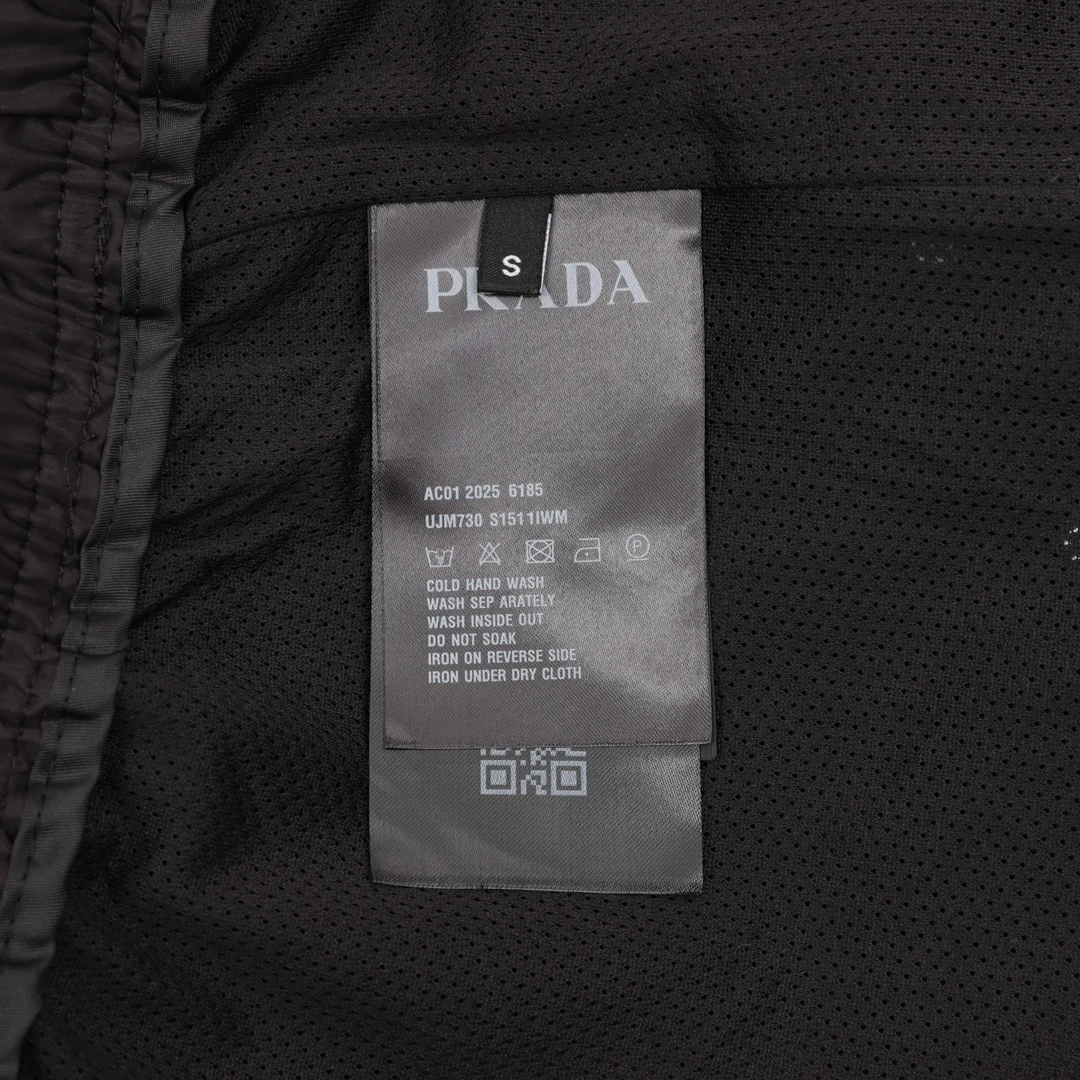 S
PRADA
AC01 2025 6185
UJM730 S1511IWM
P
COLD HAND WASH
WASH SEP ARATELY
WASH INSIDE OUT
DO NOT SOAK
IRON ON REVERSE SIDE
IRON UNDER DRY CLOTH